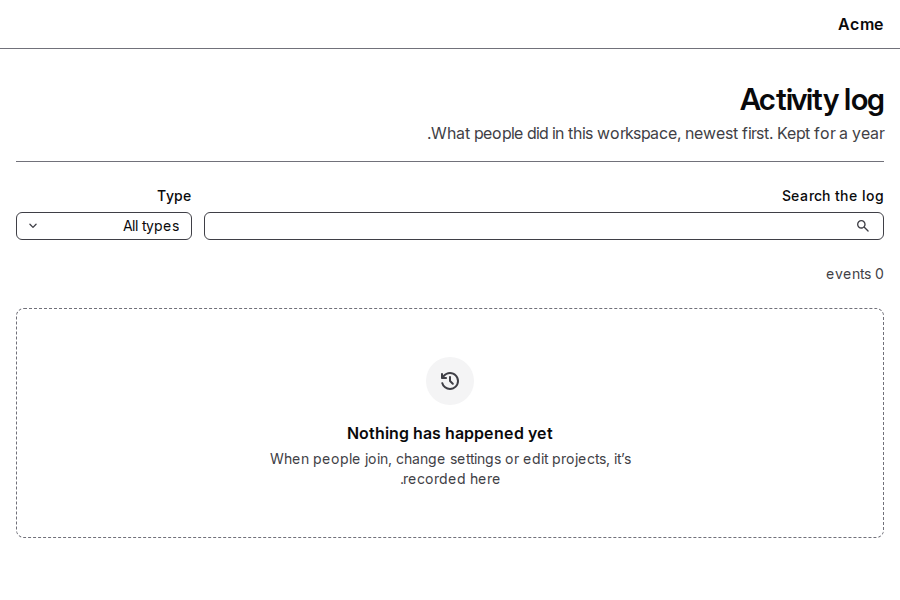 Acme
Activity log
What people did in this workspace, newest first. Kept for a year.
Search the log
Type
All types
0 events
Nothing has happened yet
When people join, change settings or edit projects, it’s
recorded here.